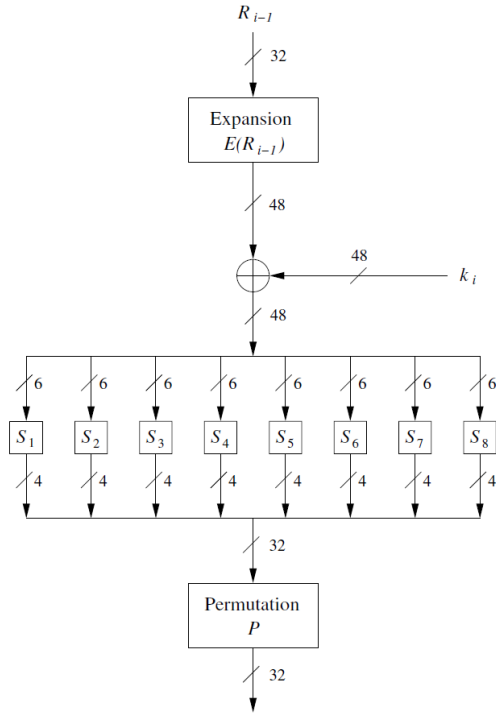 R i−1
32
Expansion
E(R i−1)
48
48
k i
48
6 6 6 6 6 6 6 6
S1 S2 S3 S4 S5 S6 S7 S8
4 4 4 4 4 4 4 4
32
Permutation
P
32